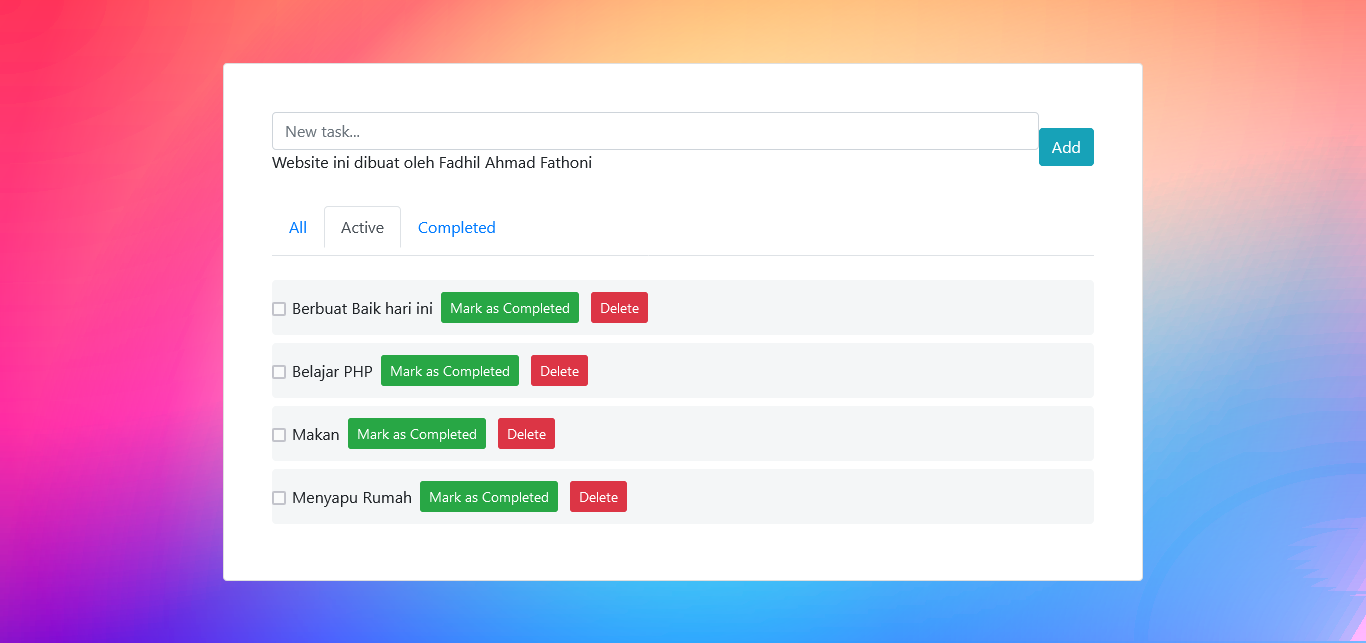 New task...
Add
Website ini dibuat oleh Fadhil Ahmad Fathoni
All Active Completed
Berbuat Baik hari ini Mark as Completed Delete
Belajar PHP Mark as Completed Delete
Makan Mark as Completed Delete
Menyapu Rumah Mark as Completed Delete